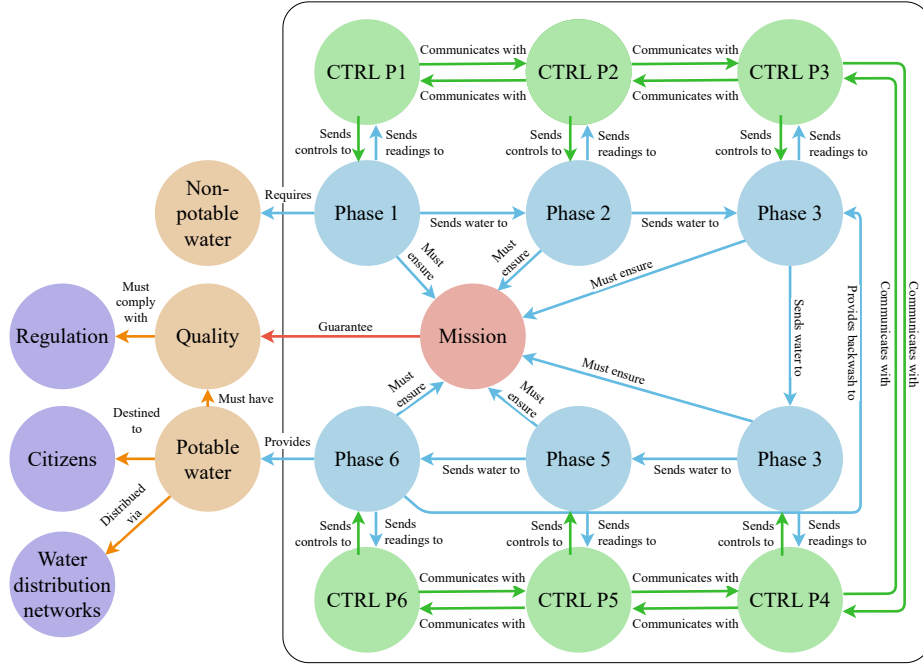 Communicates with
Communicates with
CTRL P1
CTRL P2
CTRL P3
Communicates with
Communicates with
Sends
controls to
Sends
readings to
Sends
controls to
Sends
readings to
Sends
controls to
Sends
readings to
Non-
potable
water
Requires
Phase 1
Sends water to
Phase 2
Sends water to
Phase 3
Must
ensure
Must
ensure
Must ensure
Must
comply
with
Regulation
Quality
Guarantee
Mission
Sends
water to
Provides backwash to
Communicates with
Communicates with
Must have
Must
ensure
Must
ensure
Must ensure
Destined
to
Citizens
Potable
water
Provides
Phase 6
Sends water to
Phase 5
Sends water to
Phase 3
Distribued
via
Water
distribution
networks
Sends
controls to
Sends
readings to
Sends
controls to
Sends
readings to
Sends
controls to
Sends
readings to
Communicates with
Communicates with
CTRL P6
CTRL P5
CTRL P4
Communicates with
Communicates with